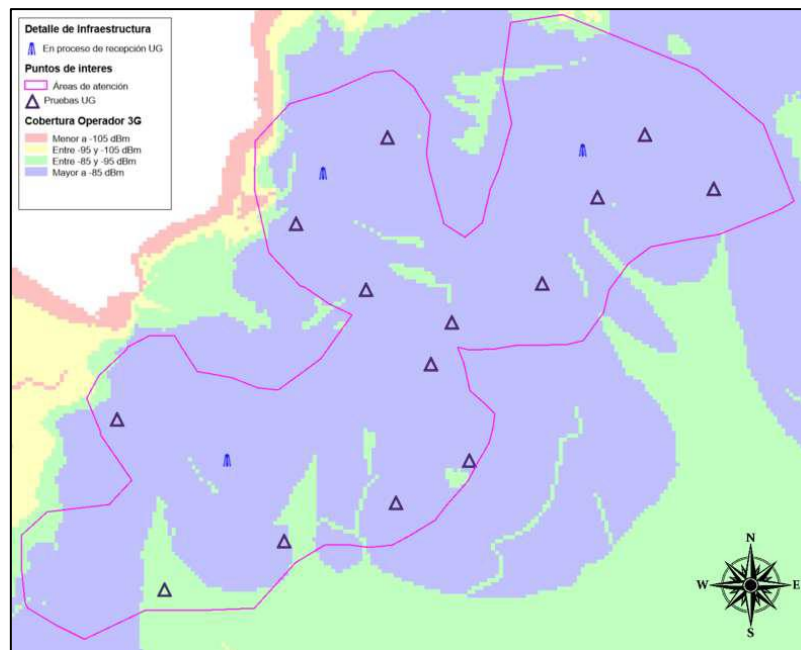 Detalle de Infraestructura
En proceso de recepción UG
Puntos de interes
Áreas de atención
Pruebas UG
Cobertura Operador 3G
Menor a -105 dBm
Entre -95 y -105 dBm
Entre -85 y -95 dBm
Mayor a -85 dBm
N
W E
S